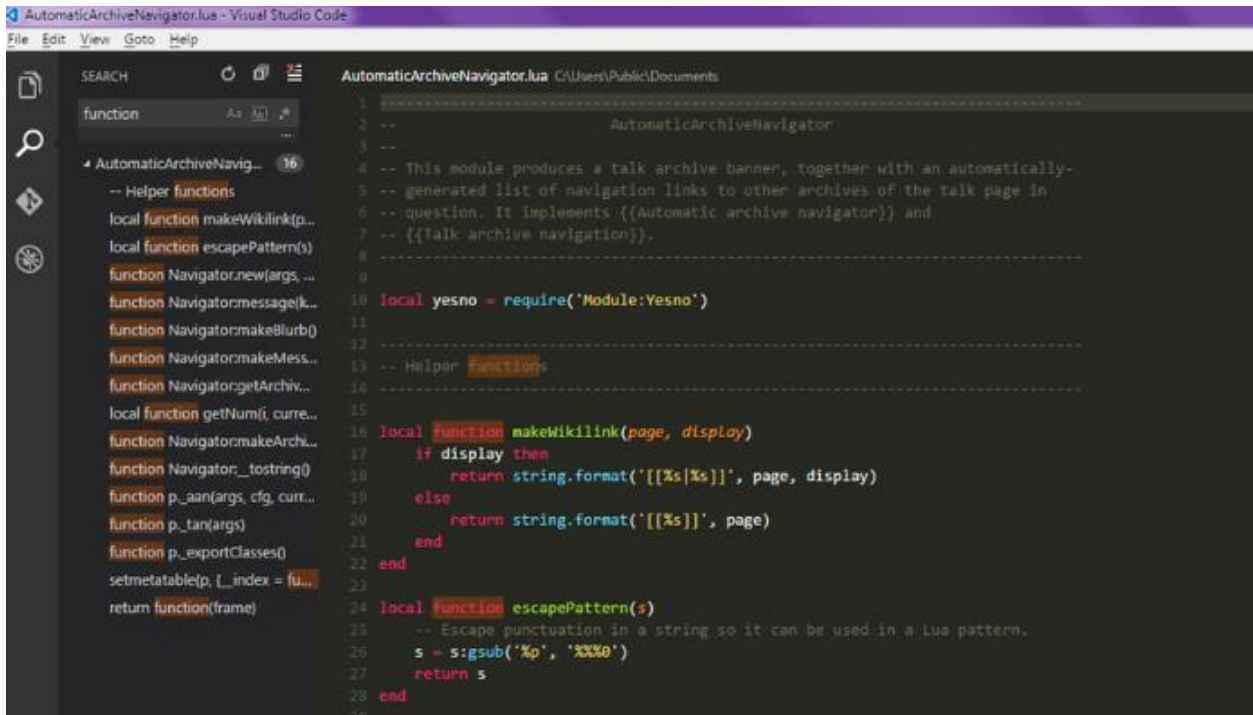 AutomaticArchiveNavigator.lua - Visual Studio Code
File Edit View Goto Help
SEARCH
function
AutomaticArchiveNavig... 16
-- Helper functions
local function makeWikilink(p...
local function escapePattern(s)
function Navigator.new(args, ...
function Navigator:message(k...
function Navigator:makeBlurb()
function Navigator:makeMess...
function Navigator:getArchiv...
local function getNum(i, curre...
function Navigator:makeArchi...
function Navigator:__tostring()
function p._aan(args, cfg, curr...
function p._tan(args)
function p._exportClasses()
setmetatable(p, {__index = fu...
return function(frame)
AutomaticArchiveNavigator.lua C:\Users\Public\Documents
1 -------------------------------------------------------------------------------
2 -- AutomaticArchiveNavigator
3 --
4 -- This module produces a talk archive banner, together with an automatically-
5 -- generated list of navigation links to other archives of the talk page in
6 -- question. It implements {{Automatic archive navigator}} and
7 -- {{Talk archive navigation}}.
8 -------------------------------------------------------------------------------
9
10 local yesno = require('Module:Yesno')
11
12 -------------------------------------------------------------------------------
13 -- Helper functions
14 -------------------------------------------------------------------------------
15
16 local function makeWikilink(page, display)
17 if display then
18 return string.format('[[%s|%s]]', page, display)
19 else
20 return string.format('[[%s]]', page)
21 end
22 end
23
24 local function escapePattern(s)
25 -- Escape punctuation in a string so it can be used in a Lua pattern.
26 s = s:gsub('%p', '%%%0')
27 return s
28 end